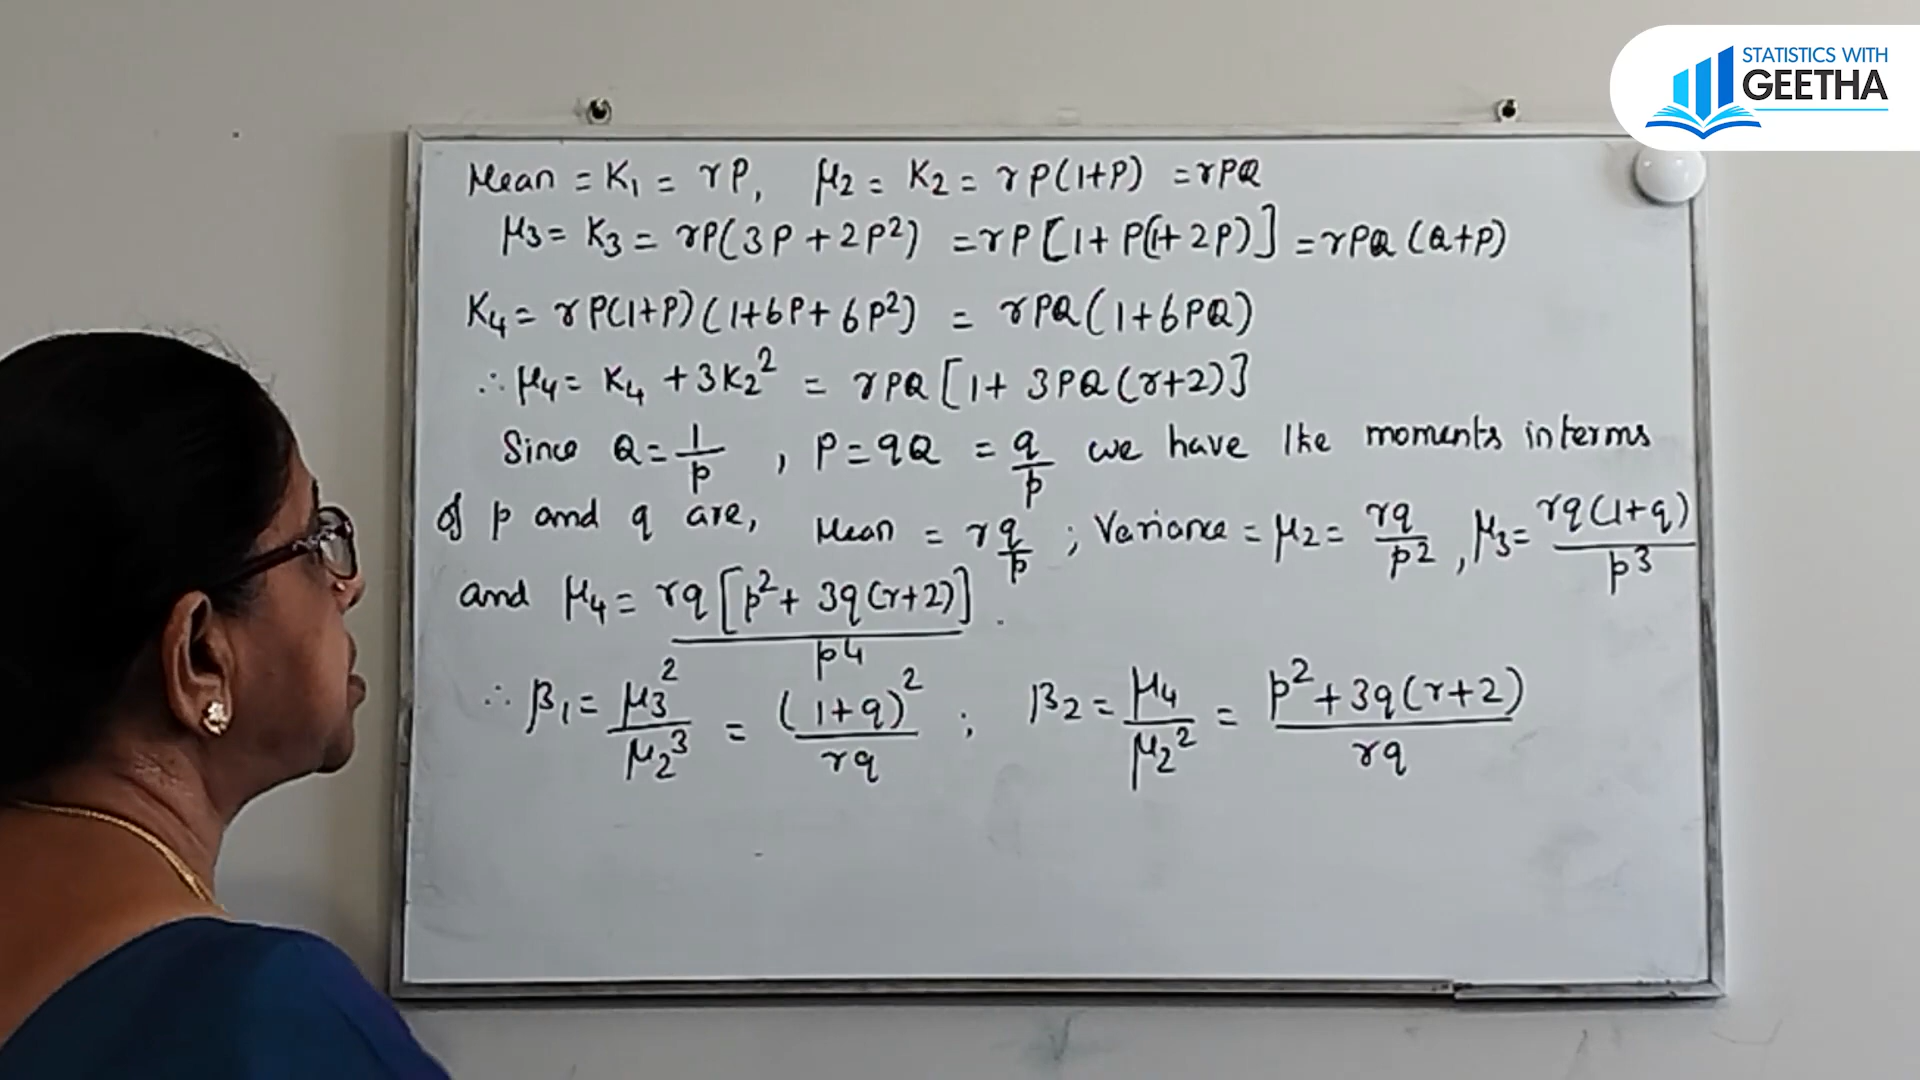 STATISTICS WITH
GEETHA
Mean = K₁ = rP, μ₂ = K₂ = rP(1+P) = rPQ
μ₃ = K₃ = rP(3P + 2P²) = rP[1+P(1+2P)] = rPQ(Q+P)
K₄ = rP(1+P)(1+6P+6P²) = rPQ(1+6PQ)
∴ μ₄ = K₄ + 3K₂² = rPQ[1+3PQ(r+2)]
Since Q = 1/p , P = qQ = q/p we have the moments in terms
of p and q are, Mean = rq/p ; Variance = μ₂ = rq/p² , μ₃ = rq(1+q)/p³
and μ₄ = rq[p² + 3q(r+2)]/p⁴ .
∴ β₁ = μ₃²/μ₂³ = (1+q)²/rq ; β₂ = μ₄/μ₂² = p²+3q(r+2)/rq